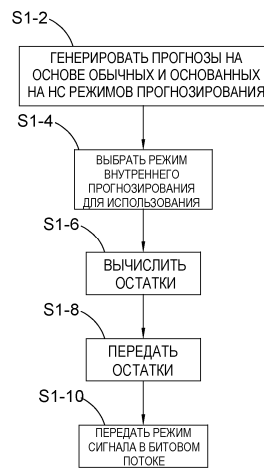 S1-2
ГЕНЕРИРОВАТЬ ПРОГНОЗЫ НА
ОСНОВЕ ОБЫЧНЫХ И ОСНОВАННЫХ
НА НС РЕЖИМОВ ПРОГНОЗИРОВАНИЯ
S1-4
ВЫБРАТЬ РЕЖИМ
ВНУТРЕННЕГО
ПРОГНОЗИРОВАНИЯ
ДЛЯ ИСПОЛЬЗОВАНИЯ
S1-6
ВЫЧИСЛИТЬ
ОСТАТКИ
S1-8
ПЕРЕДАТЬ
ОСТАТКИ
S1-10
ПЕРЕДАТЬ РЕЖИМ
СИГНАЛА В БИТОВОМ
ПОТОКЕ